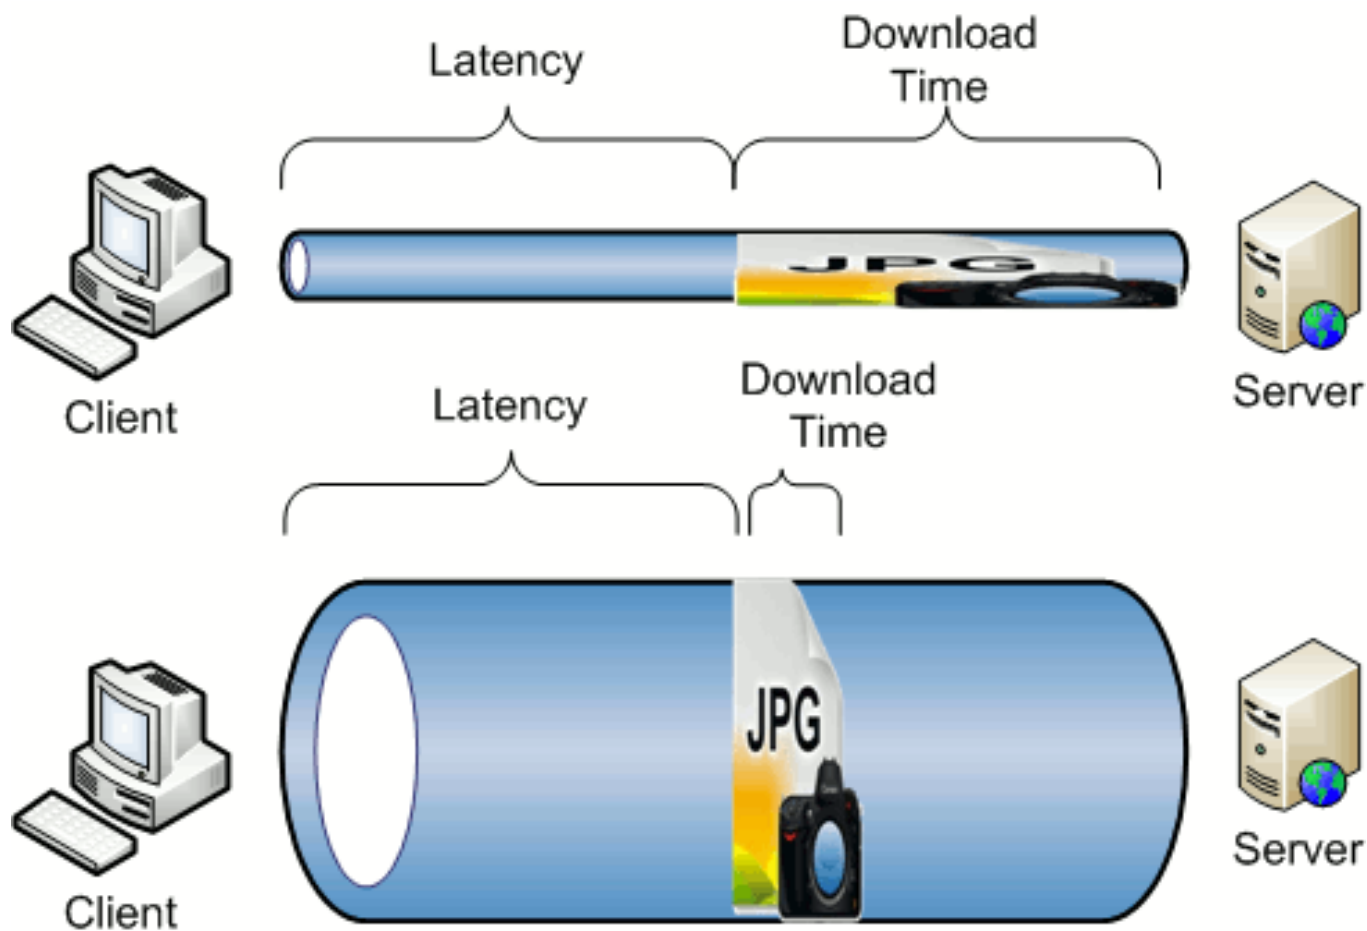 Latency
Download
Time
JPG
Client
Server
Latency
Download
Time
JPG
Client
Server